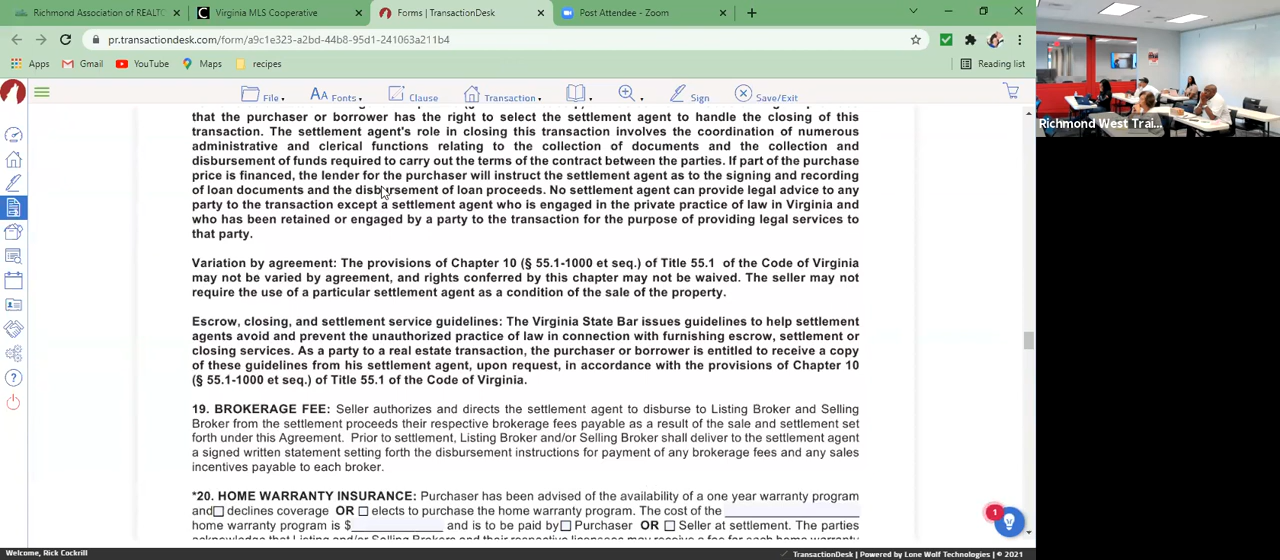 Richmond Association of REALTO
Virginia MLS Cooperative
Forms | TransactionDesk
Post Attendee - Zoom
pr.transactiondesk.com/form/a9c1e323-a2bd-44b8-95d1-241063a211b4
Apps Gmail YouTube Maps recipes Reading list
File Fonts Clause Transaction Sign Save/Exit
that the purchaser or borrower has the right to select the settlement agent to handle the closing of this
transaction. The settlement agent's role in closing this transaction involves the coordination of numerous
administrative and clerical functions relating to the collection of documents and the collection and
disbursement of funds required to carry out the terms of the contract between the parties. If part of the purchase
price is financed, the lender for the purchaser will instruct the settlement agent as to the signing and recording
of loan documents and the disbursement of loan proceeds. No settlement agent can provide legal advice to any
party to the transaction except a settlement agent who is engaged in the private practice of law in Virginia and
who has been retained or engaged by a party to the transaction for the purpose of providing legal services to
that party.
Variation by agreement: The provisions of Chapter 10 (§ 55.1-1000 et seq.) of Title 55.1 of the Code of Virginia
may not be varied by agreement, and rights conferred by this chapter may not be waived. The seller may not
require the use of a particular settlement agent as a condition of the sale of the property.
Escrow, closing, and settlement service guidelines: The Virginia State Bar issues guidelines to help settlement
agents avoid and prevent the unauthorized practice of law in connection with furnishing escrow, settlement or
closing services. As a party to a real estate transaction, the purchaser or borrower is entitled to receive a copy
of these guidelines from his settlement agent, upon request, in accordance with the provisions of Chapter 10
(§ 55.1-1000 et seq.) of Title 55.1 of the Code of Virginia.
19. BROKERAGE FEE: Seller authorizes and directs the settlement agent to disburse to Listing Broker and Selling
Broker from the settlement proceeds their respective brokerage fees payable as a result of the sale and settlement set
forth under this Agreement. Prior to settlement, Listing Broker and/or Selling Broker shall deliver to the settlement agent
a signed written statement setting forth the disbursement instructions for payment of any brokerage fees and any sales
incentives payable to each broker.
*20. HOME WARRANTY INSURANCE: Purchaser has been advised of the availability of a one year warranty program
and declines coverage OR elects to purchase the home warranty program. The cost of the
home warranty program is $ and is to be paid by Purchaser OR Seller at settlement. The parties
acknowledge that Listing and/or Selling Brokers and their respective licensees may receive a fee for each home warranty
1
Welcome, Rick Cockrill
TransactionDesk | Powered by Lone Wolf Technologies | © 2021
Richmond West Trai...